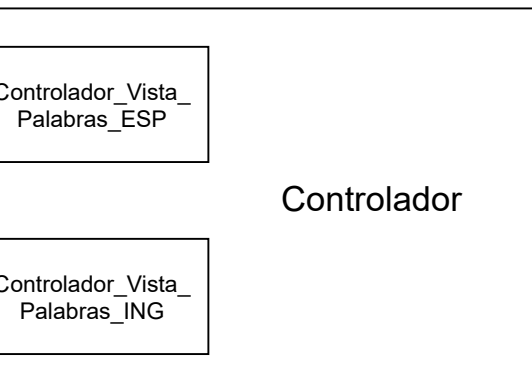 Controlador_Vista_
Palabras_ESP
Controlador
Controlador_Vista_
Palabras_ING